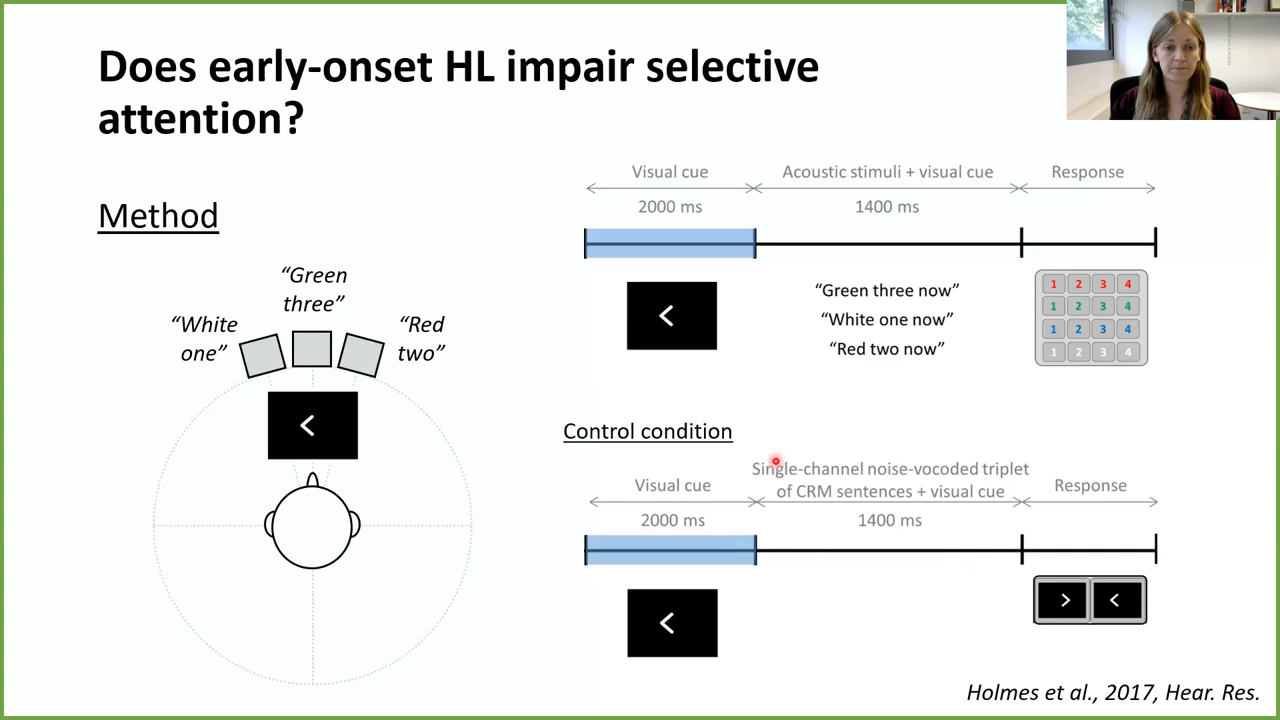 Does early-onset HL impair selective
attention?
Method
“Green
three”
“White
one”
“Red
two”
Visual cue
Acoustic stimuli + visual cue
Response
2000 ms
1400 ms
“Green three now”
“White one now”
“Red two now”
1 2 3 4
1 2 3 4
1 2 3 4
1 2 3 4
Control condition
Visual cue
Single-channel noise-vocoded triplet
of CRM sentences + visual cue
Response
2000 ms
1400 ms
Holmes et al., 2017, Hear. Res.